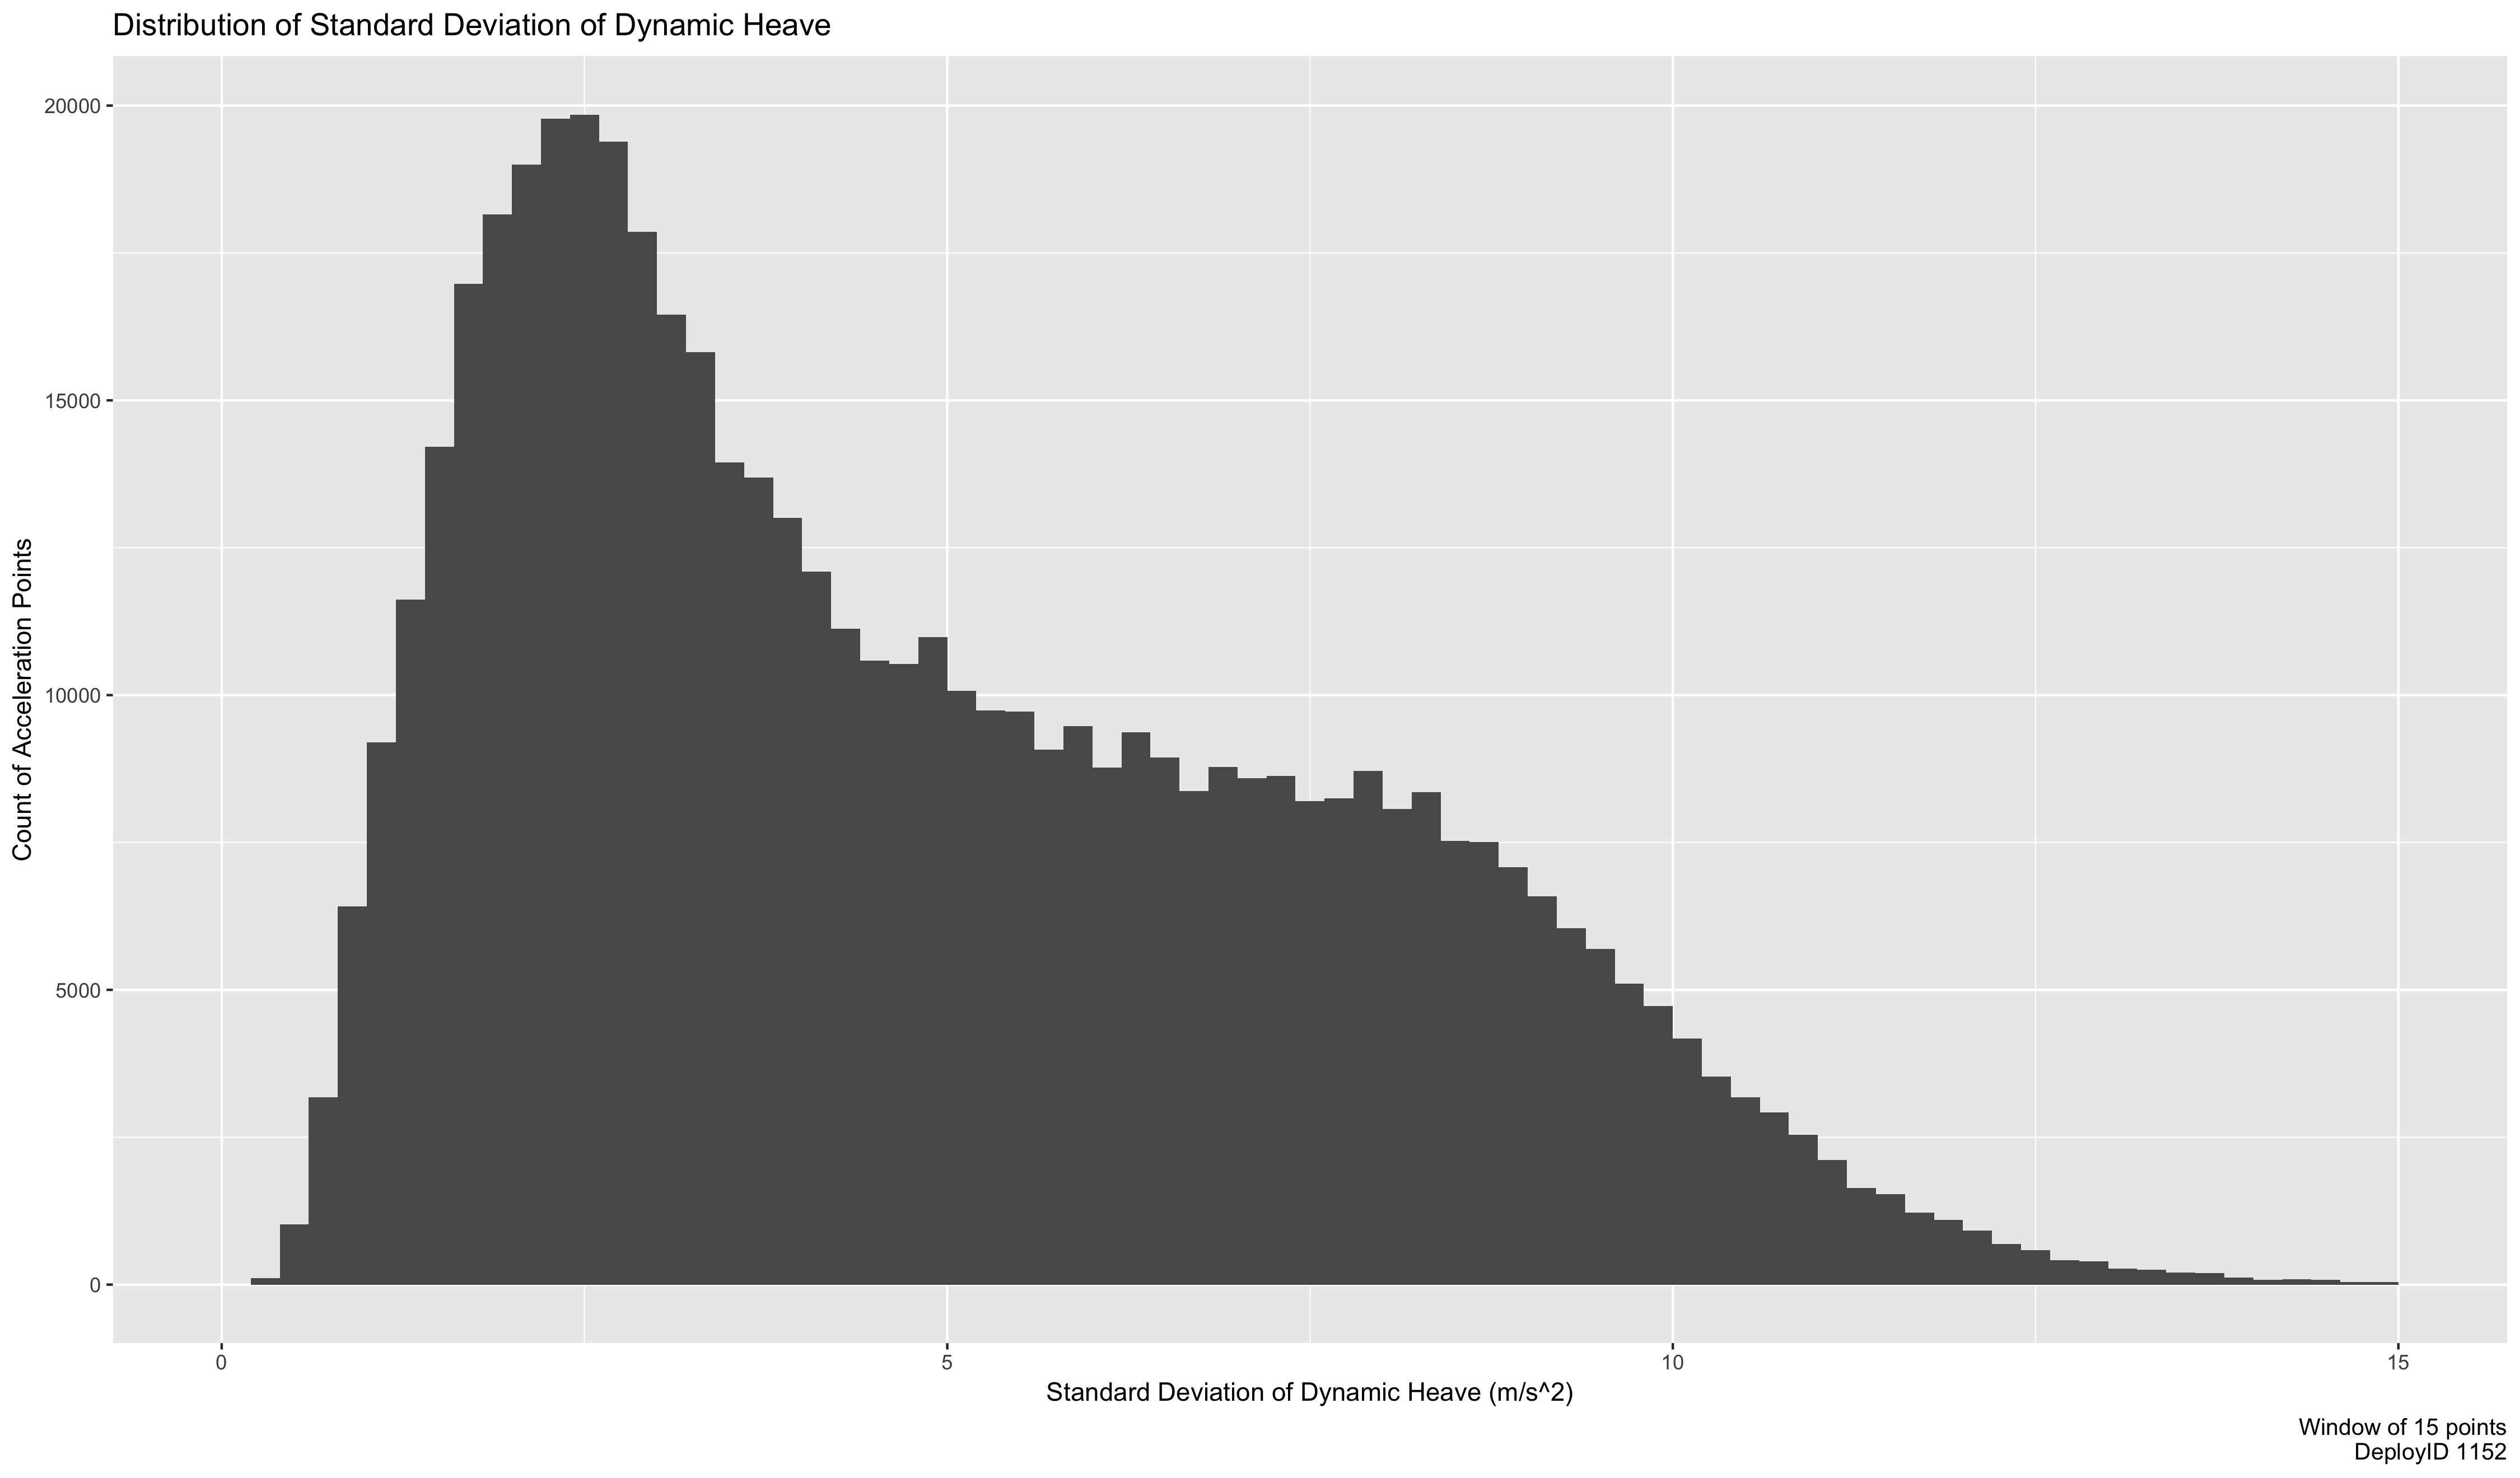 Distribution of Standard Deviation of Dynamic Heave
20000
15000
10000
5000
0
Count of Acceleration Points
0
5
10
15
Standard Deviation of Dynamic Heave (m/s^2)
Window of 15 points
DeployID 1152